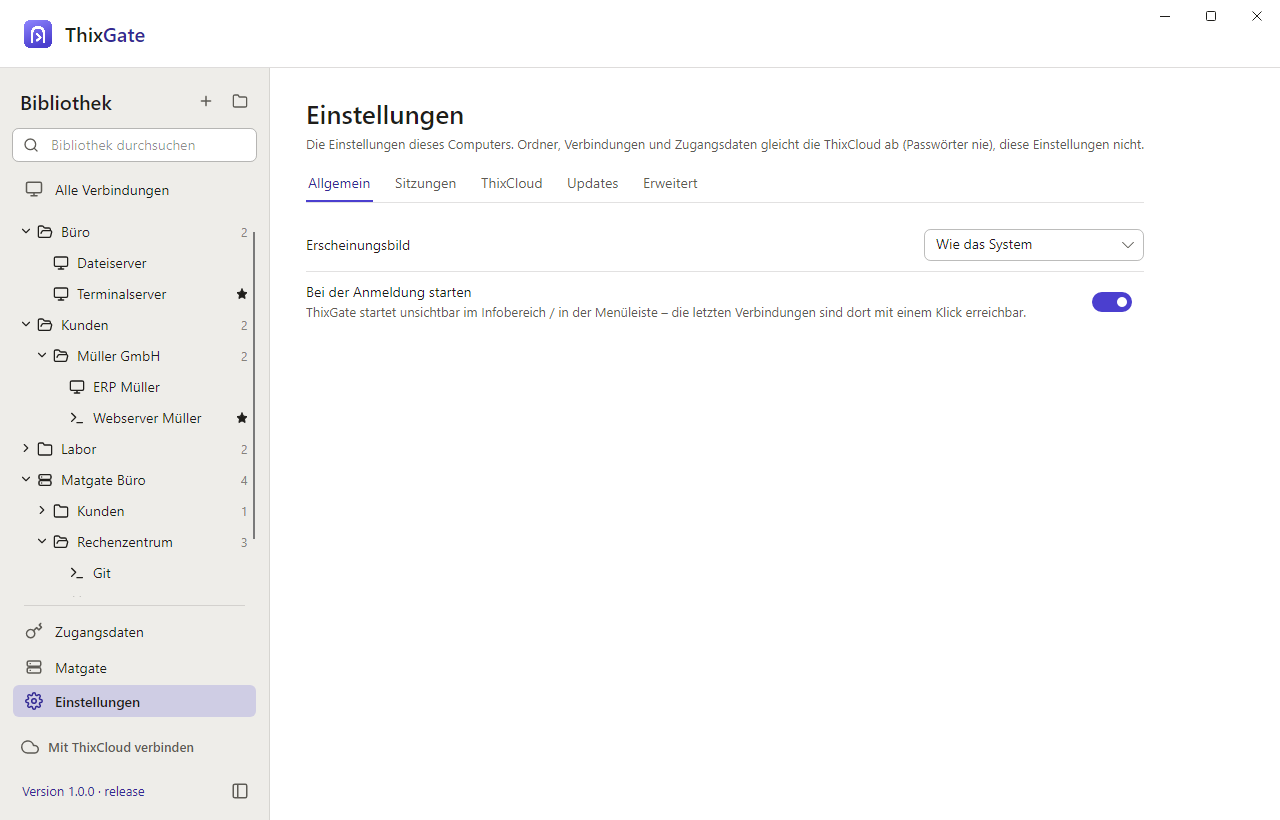 ThixGate
Bibliothek
Bibliothek durchsuchen
Alle Verbindungen
Büro 2
Dateiserver
Terminalserver
Kunden 2
Müller GmbH 2
ERP Müller
Webserver Müller
Labor 2
Matgate Büro 4
Kunden 1
Rechenzentrum 3
Git
Zugangsdaten
Matgate
Einstellungen
Mit ThixCloud verbinden
Version 1.0.0 · release
Einstellungen
Die Einstellungen dieses Computers. Ordner, Verbindungen und Zugangsdaten gleicht die ThixCloud ab (Passwörter nie), diese Einstellungen nicht.
Allgemein Sitzungen ThixCloud Updates Erweitert
Erscheinungsbild Wie das System
Bei der Anmeldung starten
ThixGate startet unsichtbar im Infobereich / in der Menüleiste – die letzten Verbindungen sind dort mit einem Klick erreichbar.